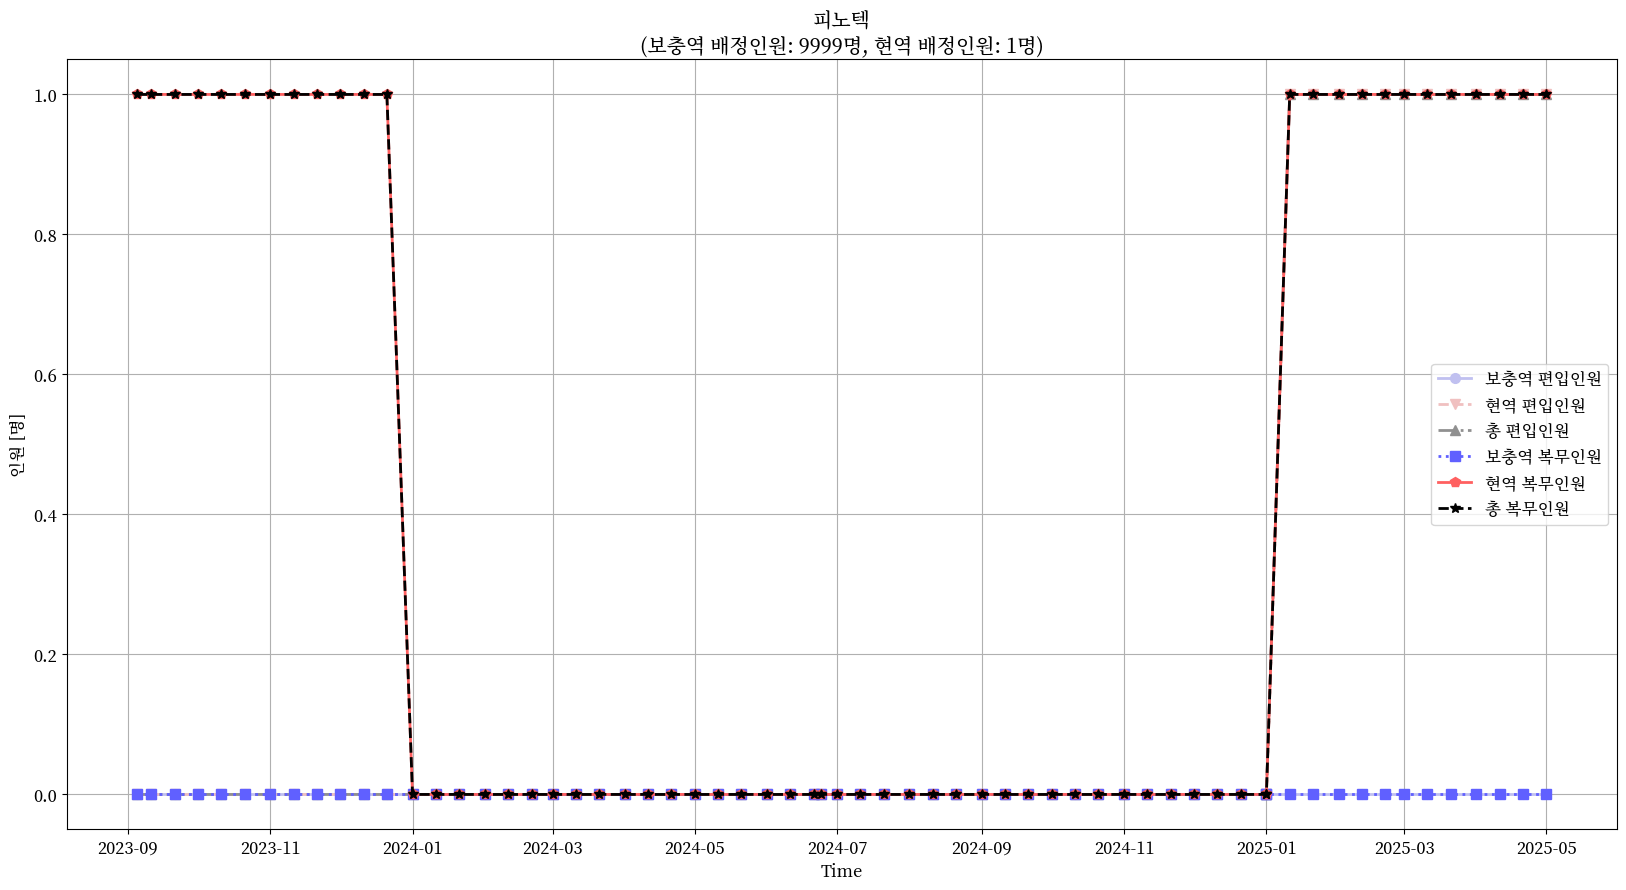 피노텍
(보충역 배정인원: 9999명, 현역 배정인원: 1명)
1.0
0.8
0.6
0.4
0.2
0.0
인원 [명]
보충역 편입인원
현역 편입인원
총 편입인원
보충역 복무인원
현역 복무인원
총 복무인원
2023-09 2023-11 2024-01 2024-03 2024-05 2024-07 2024-09 2024-11 2025-01 2025-03 2025-05
Time